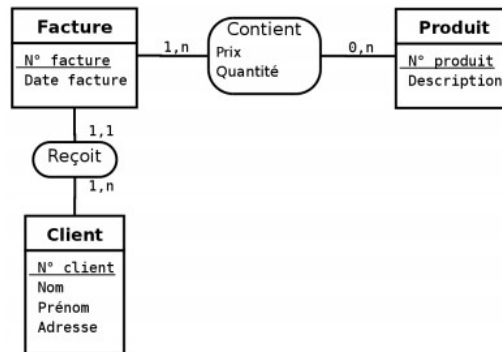 Facture
N° facture
Date facture
1,n
Contient
Prix
Quantité
0,n
Produit
N° produit
Description
1,1
Reçoit
1,n
Client
N° client
Nom
Prénom
Adresse